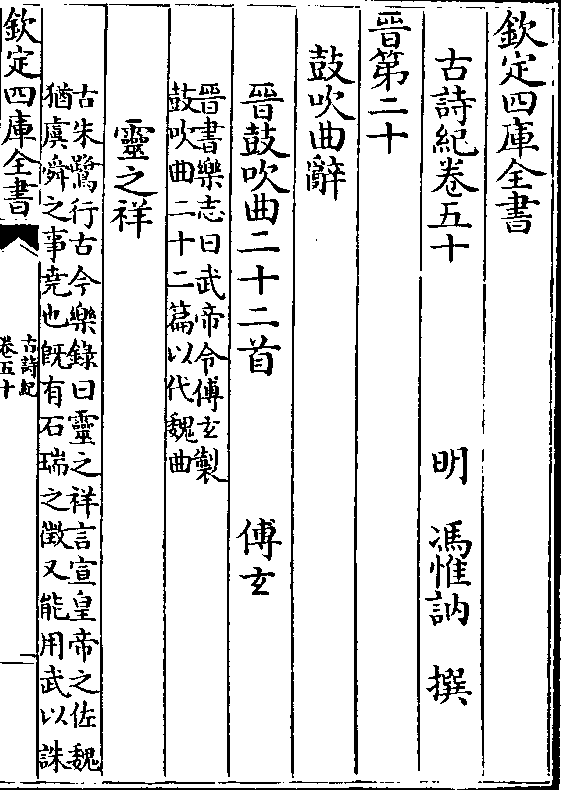 欽定四庫全書
古詩紀卷五十
明 馮惟訥 撰
晉第二十
鼓吹曲辭
晉鼓吹曲二十二首 傅玄
晉書樂志曰武帝令傅玄製
鼓吹曲二十二篇以代魏曲
靈之祥
古朱鷺行古今樂錄曰靈之祥言宣皇帝之佐魏
猶虞舜之事堯也旣有石瑞之徵又能用武以誅
欽定四庫全書
古詩紀
卷五十
一